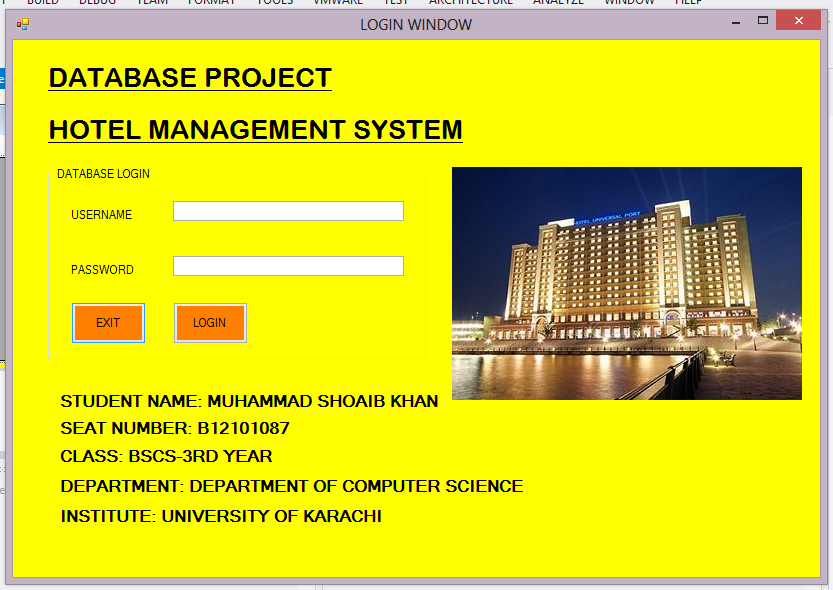 BUILD DEBUG TEAM FORMAT TOOLS VMWARE TEST ARCHITECTURE ANALYZE WINDOW HELP
LOGIN WINDOW
DATABASE PROJECT
HOTEL MANAGEMENT SYSTEM
DATABASE LOGIN
USERNAME
PASSWORD
EXIT LOGIN
HOTEL UNIVERSAL PORT
STUDENT NAME: MUHAMMAD SHOAIB KHAN
SEAT NUMBER: B12101087
CLASS: BSCS-3RD YEAR
DEPARTMENT: DEPARTMENT OF COMPUTER SCIENCE
INSTITUTE: UNIVERSITY OF KARACHI